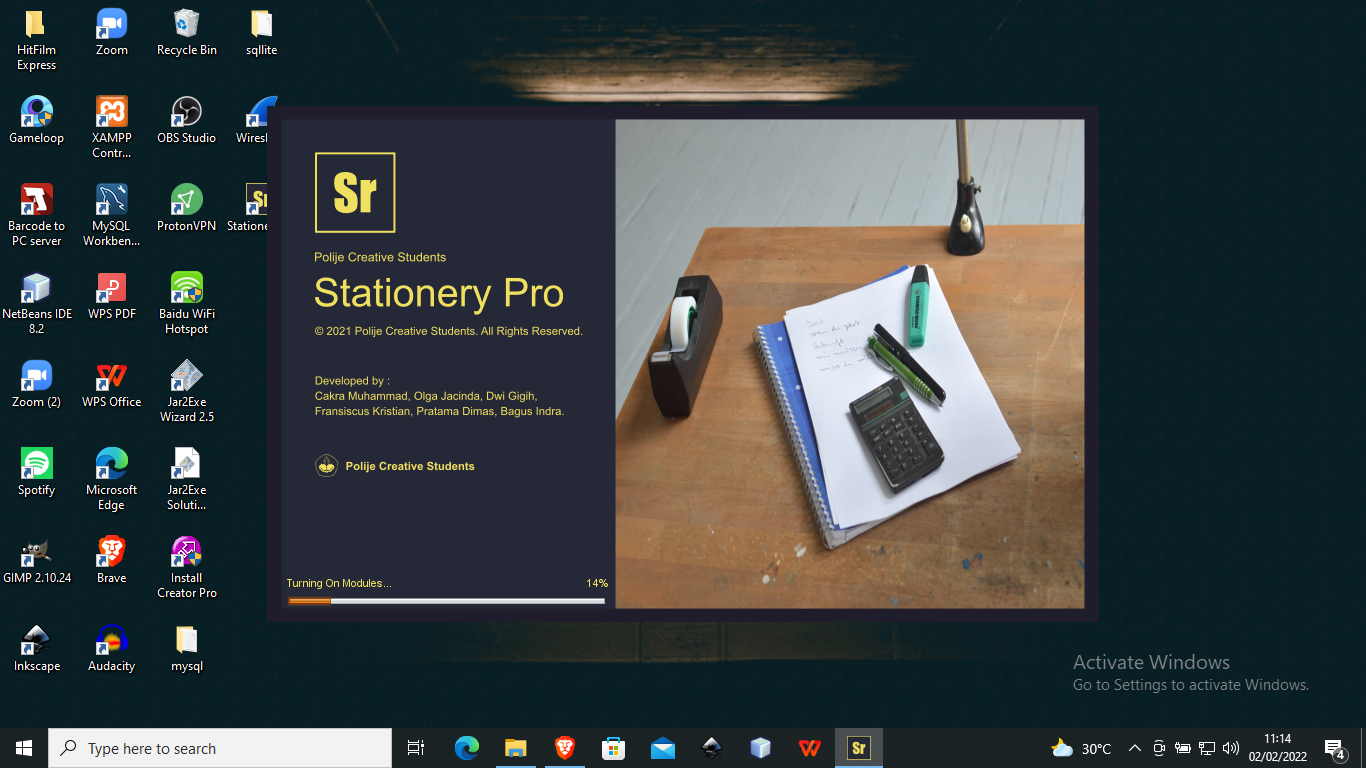 HitFilm
Express
Zoom
Recycle Bin
sqllite
Gameloop
XAMPP
Contr...
OBS Studio
Wiresl
Barcode to
PC server
MySQL
Workben...
ProtonVPN
Statione
NetBeans IDE
8.2
WPS PDF
Baidu WiFi
Hotspot
Zoom (2)
WPS Office
Jar2Exe
Wizard 2.5
Spotify
Microsoft
Edge
Jar2Exe
Soluti...
GIMP 2.10.24
Brave
Install
Creator Pro
Inkscape
Audacity
mysql
Sr
Polije Creative Students
Stationery Pro
© 2021 Polije Creative Students. All Rights Reserved.
Developed by :
Cakra Muhammad, Olga Jacinda, Dwi Gigih,
Fransiscus Kristian, Pratama Dimas, Bagus Indra.
Polije Creative Students
Turning On Modules... 14%
Activate Windows
Go to Settings to activate Windows.
Type here to search
Sr
30°C
11:14
02/02/2022
4